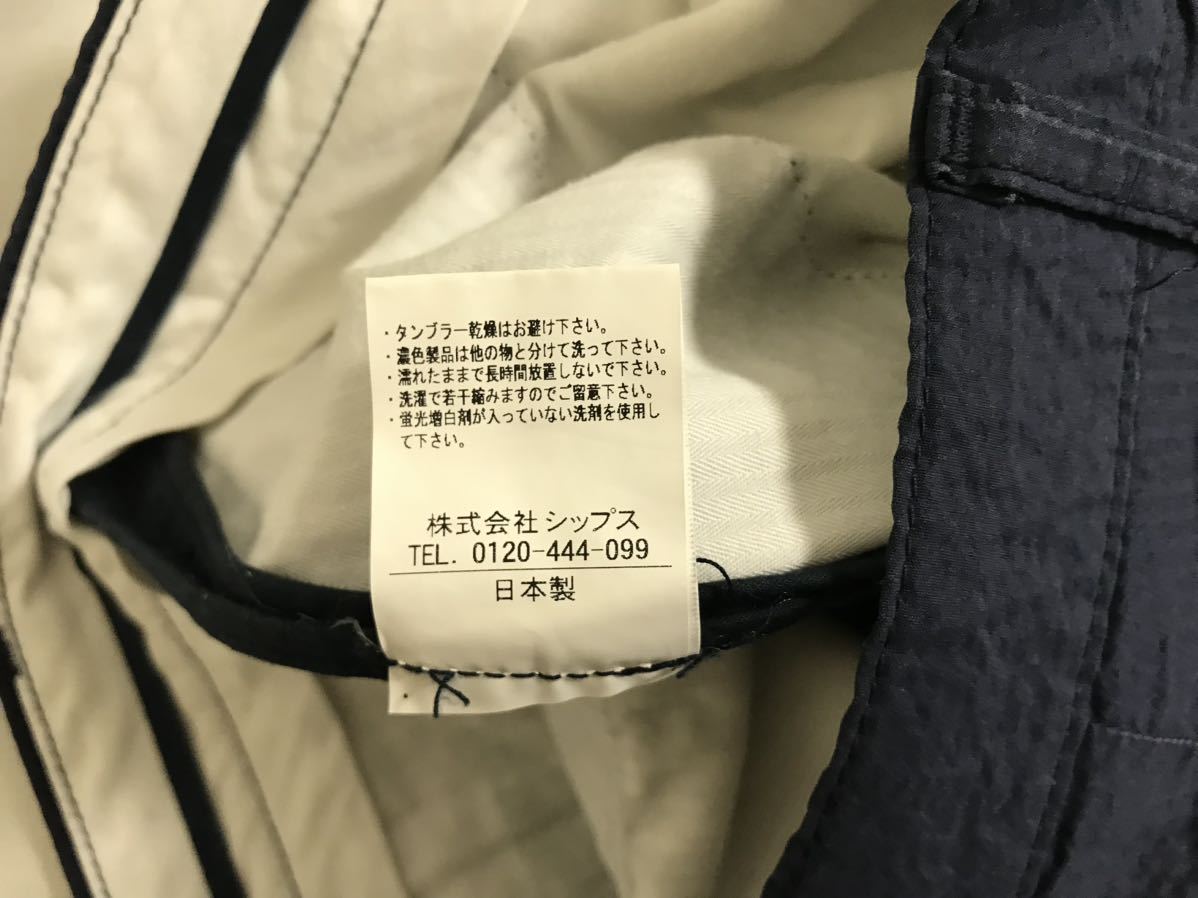 ・タンブラー乾燥はお避け下さい。
・濃色製品は他の物と分けて洗って下さい。
・濡れたままで長時間放置しないで下さい。
・洗濯で若干縮みますのでご留意下さい。
・蛍光増白剤が入っていない洗剤を使用し
て下さい。
株式会社シップス
TEL. 0120-444-099
日本製